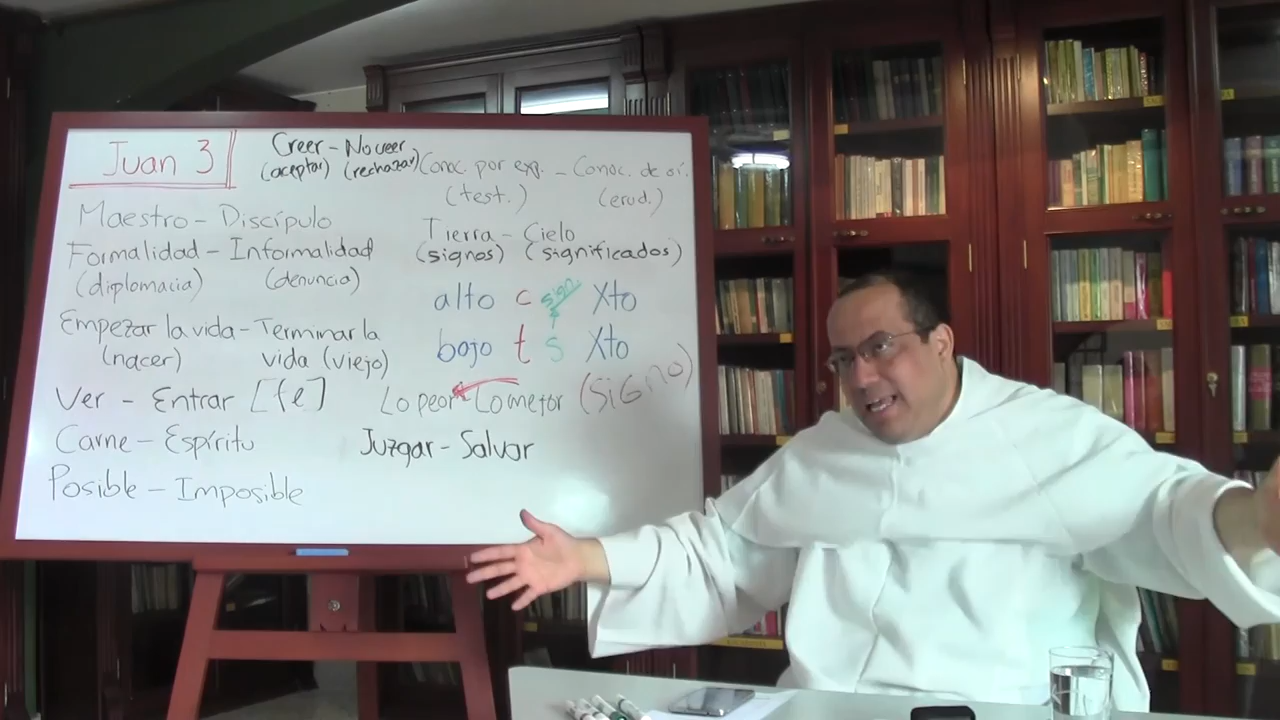 Juan 3
Creer - No creer
(aceptar) (rechazar)
Conoc. por exp. - Conoc. de oí.
(test.) (erud.)
Maestro - Discípulo
Formalidad - Informalidad
(diplomacia) (denuncia)
Empezar la vida - Terminar la
(nacer) vida (viejo)
Ver - Entrar [fe]
Carne - Espíritu
Posible - Imposible
Tierra - Cielo
(signos) (significados)
alto c sign. Xto
bajo t s Xto
Lo peor Lo mejor (SIGNO)
Juzgar - Salvar